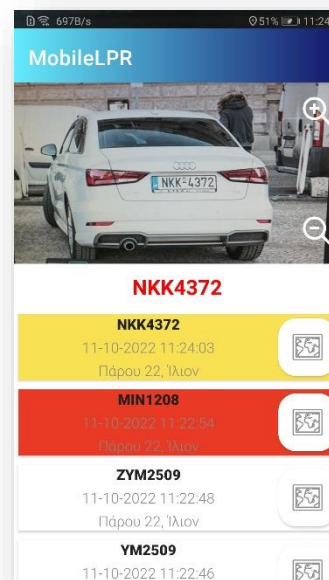 697B/s 51% 11:24
MobileLPR
NKK-4372
NKK4372
NKK4372
11-10-2022 11:24:03
Πάρου 22, Ίλιον
MIN1208
11-10-2022 11:22:54
Πάρου 22, Ίλιον
ZYM2509
11-10-2022 11:22:48
Πάρου 22, Ίλιον
YM2509
11-10-2022 11:22:46